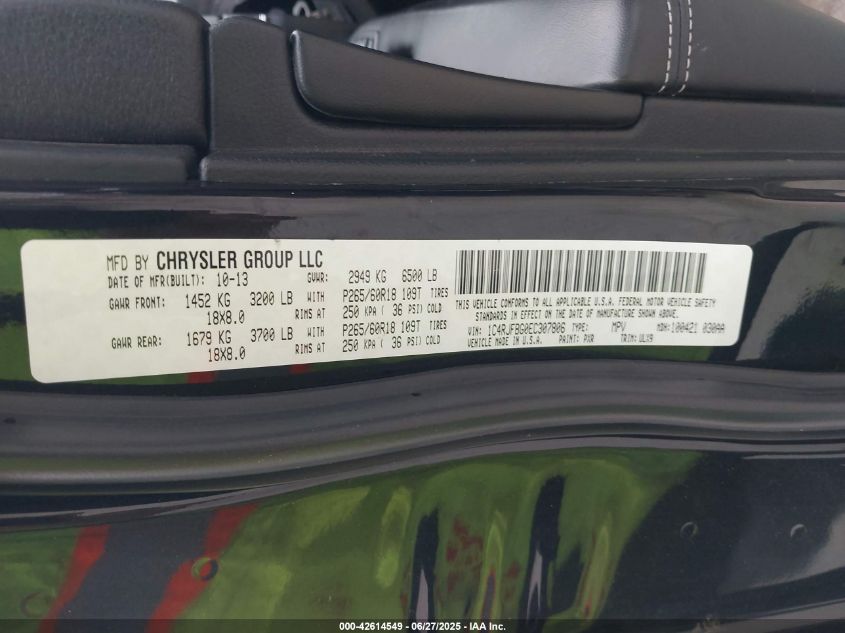 MFD BY CHRYSLER GROUP LLC
DATE OF MFR(BUILT): 10-13 GVWR: 2949 KG 6500 LB
GAWR FRONT: 1452 KG 3200 LB WITH P265/60R18 109T TIRES
18X8.0 RIMS AT 250 KPA ( 36 PSI) COLD
GAWR REAR: 1679 KG 3700 LB WITH P265/60R18 109T TIRES
18X8.0 RIMS AT 250 KPA ( 36 PSI) COLD
THIS VEHICLE CONFORMS TO ALL APPLICABLE U.S.A. FEDERAL MOTOR VEHICLE SAFETY
STANDARDS IN EFFECT ON THE DATE OF MANUFACTURE SHOWN ABOVE.
VIN: 1C4RJFBG0EC307806 TYPE: MPV MDH: 100421 030AA
VEHICLE MADE IN U.S.A. PAINT: PXR TRIM: ULX9
000-42614549 - 06/27/2025 - IAA Inc.